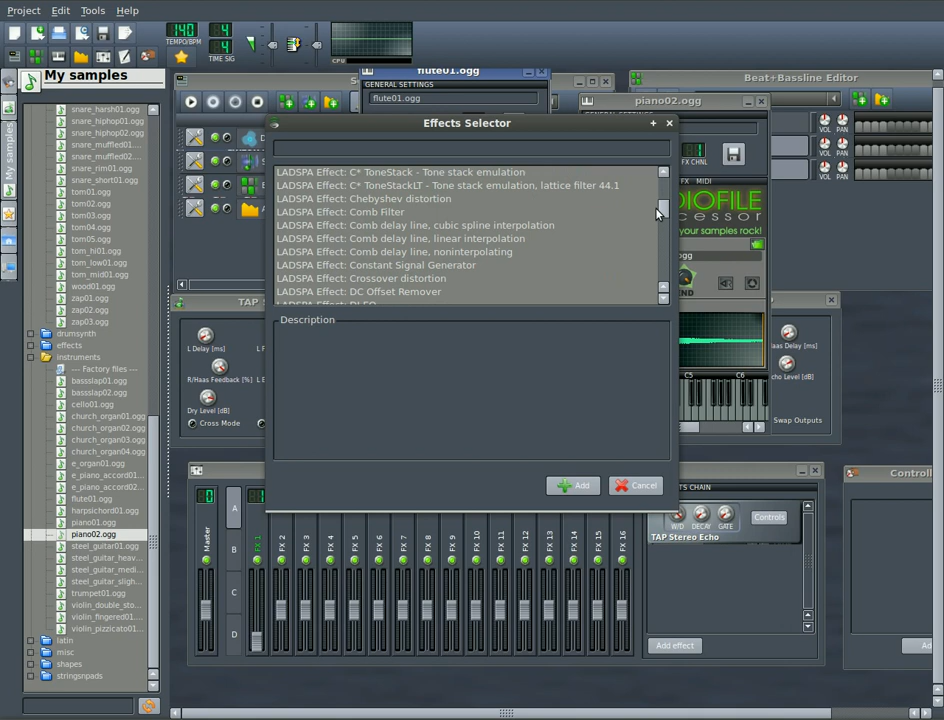 Project Edit Tools Help
140
TEMPO/BPM
4
4
TIME SIG
CPU
My samples
My samples
snare_harsh01.ogg
snare_hiphop01.ogg
snare_hiphop02.ogg
snare_muffled01....
snare_muffled02....
snare_rim01.ogg
snare_short01.ogg
tom01.ogg
tom02.ogg
tom03.ogg
tom04.ogg
tom05.ogg
tom_hi01.ogg
tom_low01.ogg
tom_mid01.ogg
wood01.ogg
zap01.ogg
zap02.ogg
zap03.ogg
drumsynth
effects
instruments
--- Factory files ---
bassslap01.ogg
bassslap02.ogg
cello01.ogg
church_organ01.ogg
church_organ02.ogg
church_organ03.ogg
church_organ04.ogg
e_organ01.ogg
e_piano_accord01...
e_piano_accord02...
flute01.ogg
harpsichord01.ogg
piano01.ogg
piano02.ogg
steel_guitar01.ogg
steel_guitar_heav...
steel_guitar_medi...
steel_guitar_sligh...
trumpet01.ogg
violin_double_sto...
violin_fingered01....
violin_pizzicato01...
latin
misc
shapes
stringsnpads
flute01.ogg
GENERAL SETTINGS
flute01.ogg
Beat+Bassline Editor
piano02.ogg
VOL PAN
VOL PAN
VOL PAN
FX CHNL
1
FX MIDI
Effects Selector
LADSPA Effect: C* ToneStack - Tone stack emulation
LADSPA Effect: C* ToneStackLT - Tone stack emulation, lattice filter 44.1
LADSPA Effect: Chebyshev distortion
LADSPA Effect: Comb Filter
LADSPA Effect: Comb delay line, cubic spline interpolation
LADSPA Effect: Comb delay line, linear interpolation
LADSPA Effect: Comb delay line, noninterpolating
LADSPA Effect: Constant Signal Generator
LADSPA Effect: Crossover distortion
LADSPA Effect: DC Offset Remover
Description
Add
Cancel
your samples rock!
C5 C6
TAP S
L Delay [ms]
R/Haas Feedback [%]
Dry Level [dB]
Cross Mode
Swap Outputs
0
Master
A
B
C
D
FX 1
FX 2
FX 3
FX 4
FX 5
FX 6
FX 7
FX 8
FX 9
FX 10
FX 11
FX 12
FX 13
FX 14
FX 15
FX 16
W/D DECAY GATE
Controls
TAP Stereo Echo
Add effect